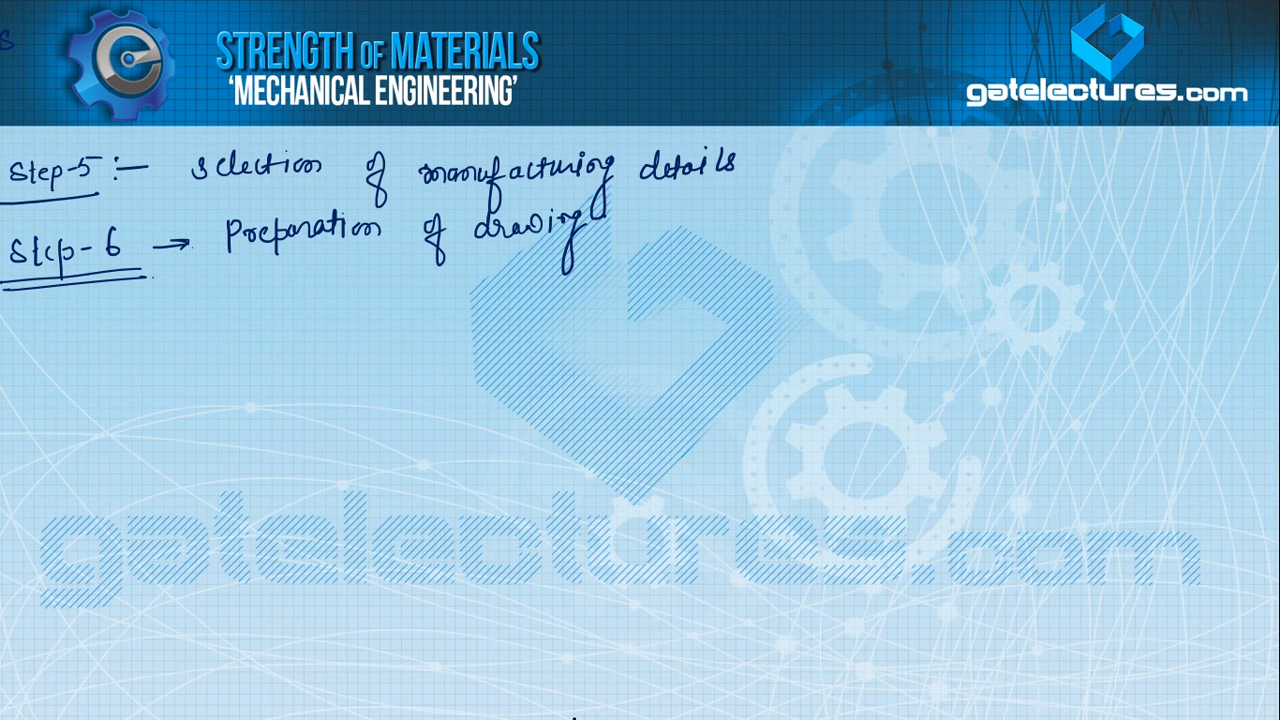 s
STRENGTH OF MATERIALS
'MECHANICAL ENGINEERING'
gatelectures.com
Step-5 :- Selection of manufacturing details
Step-6 → Preparation of drawing
gatelectures.com